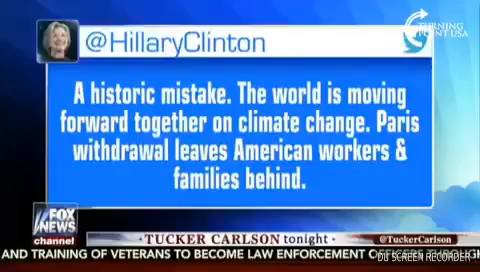 TURNING
POINT USA
@HillaryClinton
A historic mistake. The world is moving
forward together on climate change. Paris
withdrawal leaves American workers &
families behind.
FOX
NEWS
channel
TUCKER CARLSON tonight
@TuckerCarlson
AND TRAINING OF VETERANS TO BECOME LAW ENFORCEMENT OFFICERS THROUGH
DU SCREEN RECORDER